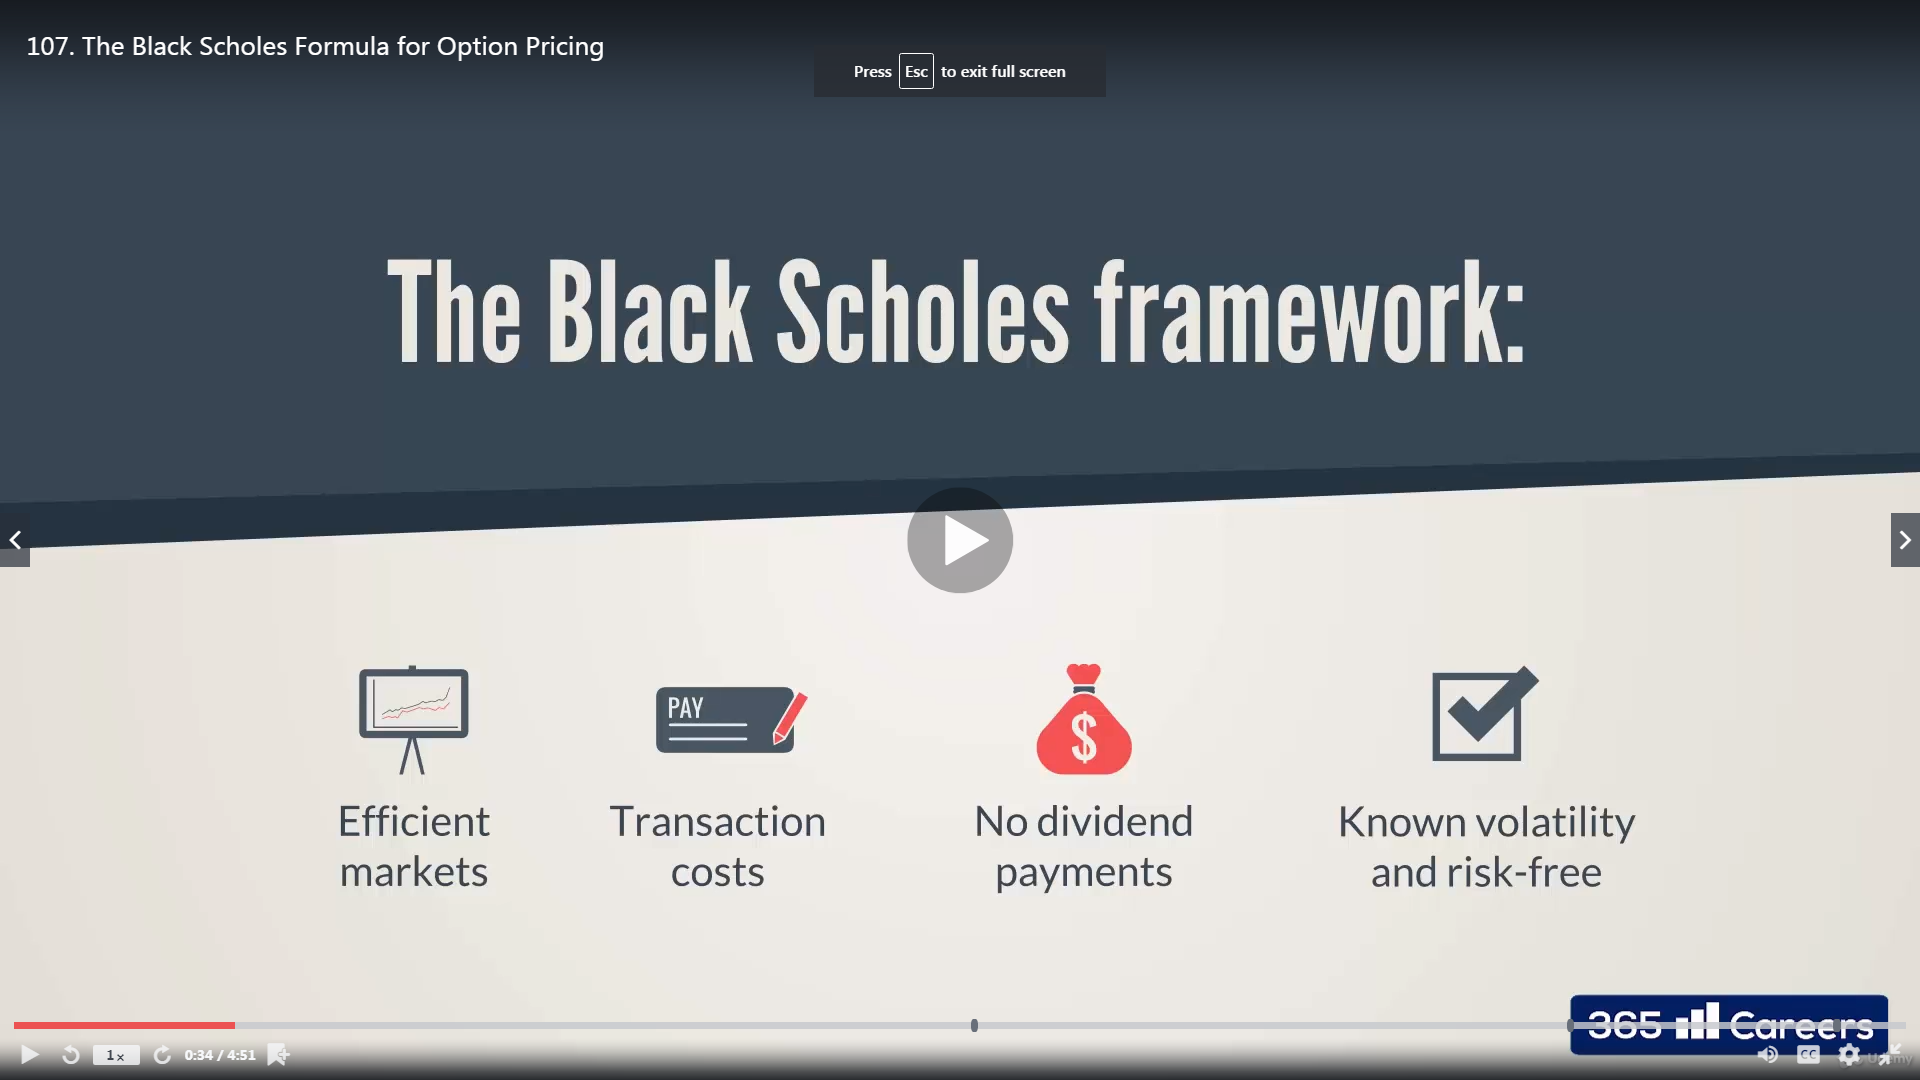 107. The Black Scholes Formula for Option Pricing
Press Esc to exit full screen
The Black Scholes framework:
PAY
$
Efficient
markets
Transaction
costs
No dividend
payments
Known volatility
and risk-free
365 Careers
1x
0:34 / 4:51
CC
Udemy